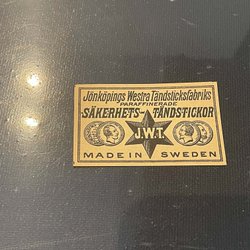 Jönköpings Westra Tändsticksfabriks
PARAFFINERADE
SÄKERHETS-TÄNDSTICKOR
J.W.T.
MADE IN SWEDEN